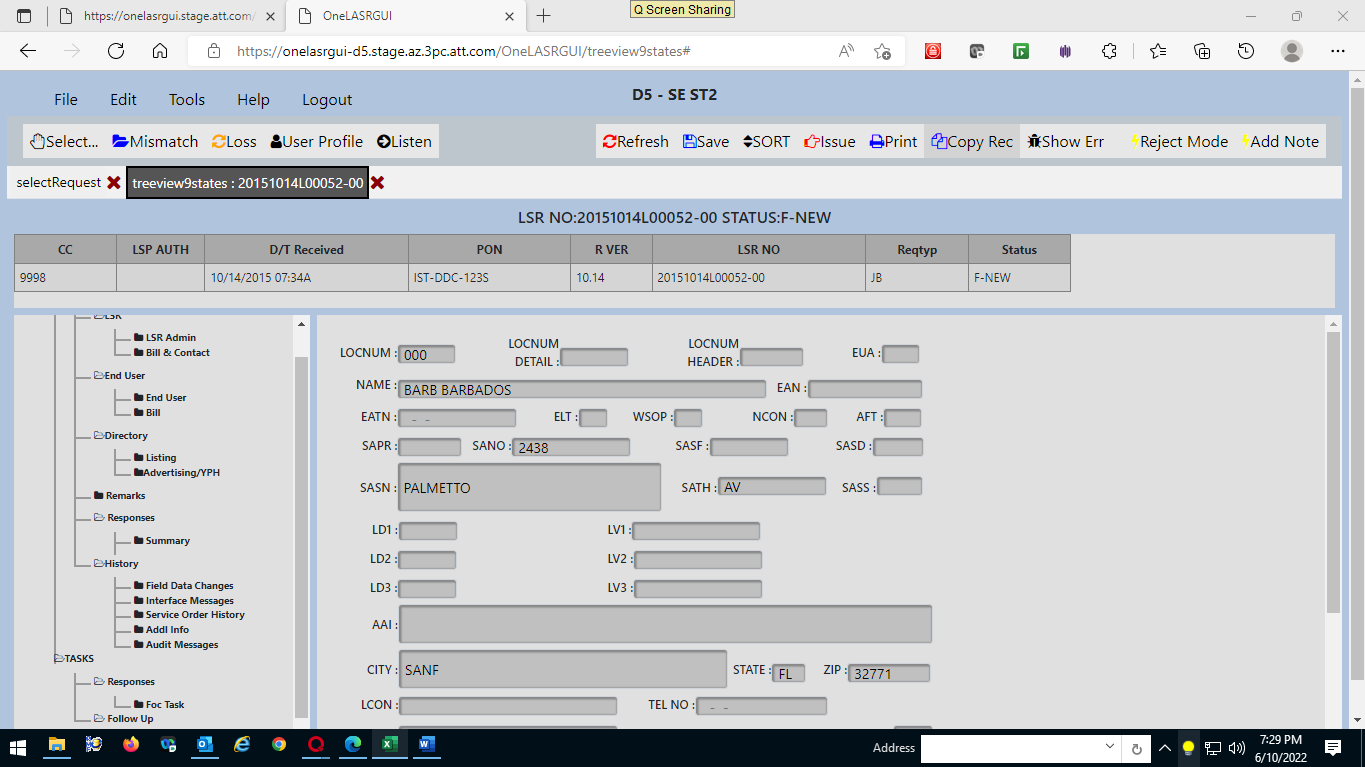 Q Screen Sharing
https://onelasrgui.stage.att.com/
OneLASRGUI
https://onelasrgui-d5.stage.az.3pc.att.com/OneLASRGUI/treeview9states#
File Edit Tools Help Logout
D5 - SE ST2
Select... Mismatch Loss User Profile Listen
Refresh Save SORT Issue Print Copy Rec Show Err Reject Mode Add Note
selectRequest treeview9states : 20151014L00052-00
LSR NO:20151014L00052-00 STATUS:F-NEW
CC LSP AUTH D/T Received PON R VER LSR NO Reqtyp Status
9998 10/14/2015 07:34A IST-DDC-123S 10.14 20151014L00052-00 JB F-NEW
LSR
LSR Admin
Bill & Contact
End User
End User
Bill
Directory
Listing
Advertising/YPH
Remarks
Responses
Summary
History
Field Data Changes
Interface Messages
Service Order History
Addl Info
Audit Messages
TASKS
Responses
Foc Task
Follow Up
LOCNUM : 000 LOCNUM DETAIL : LOCNUM HEADER : EUA :
NAME : BARB BARBADOS EAN :
EATN : _ _ ELT : WSOP : NCON : AFT :
SAPR : SANO : 2438 SASF : SASD :
SASN : PALMETTO SATH : AV SASS :
LD1 : LV1 :
LD2 : LV2 :
LD3 : LV3 :
AAI :
CITY : SANF STATE : FL ZIP : 32771
LCON : TEL NO : _ _
Address
7:29 PM
6/10/2022